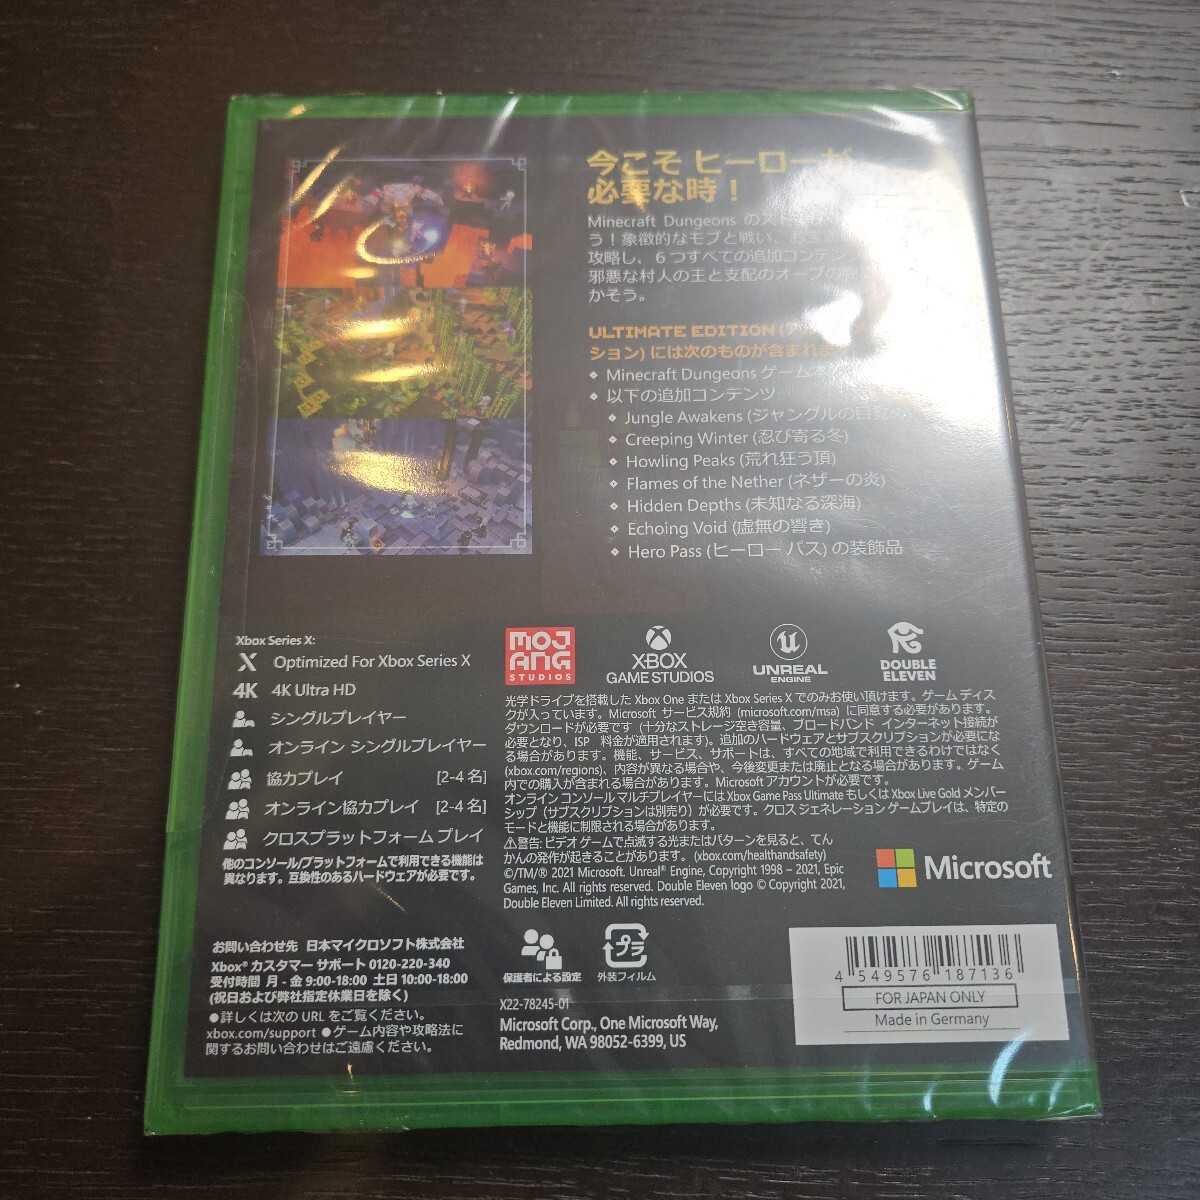 今こそ ヒーローが
必要な時！
Minecraft Dungeons のスト
う！象徴的なモブと戦い、お宝
攻略し、6 つすべての追加コンテン
邪悪な村人の王と支配のオーブの
かそう。
ULTIMATE EDITION
ション) には次のものが含まれます
Minecraft Dungeons ゲーム本
以下の追加コンテンツ
Jungle Awakens (ジャングルの目覚め
Creeping Winter (忍び寄る冬)
Howling Peaks (荒れ狂う頂)
Flames of the Nether (ネザーの炎)
Hidden Depths (未知なる深海)
Echoing Void (虚無の響き)
Hero Pass (ヒーロー パス) の装飾品
Xbox Series X:
X Optimized For Xbox Series X
4K 4K Ultra HD
シングルプレイヤー
オンライン シングルプレイヤー
協力プレイ [2-4 名]
オンライン協力プレイ [2-4 名]
クロスプラットフォーム プレイ
他のコンソール/プラットフォームで利用できる機能は
異なります。互換性のあるハードウェアが必要です。
MOJANG
STUDIOS
XBOX
GAME STUDIOS
UNREAL
ENGINE
DOUBLE
ELEVEN
光学ドライブを搭載した Xbox One または Xbox Series X でのみお使い頂けます。ゲーム ディス
クが入っています。Microsoft サービス規約 (microsoft.com/msa) に同意する必要があります。
ダウンロードが必要です (十分なストレージ空き容量、ブロードバンド インターネット接続が
必要となり、ISP 料金が適用されます)。追加のハードウェアとサブスクリプションが必要にな
る場合があります。機能、サービス、サポートは、すべての地域で利用できるわけではなく
(xbox.com/regions)、内容が異なる場合や、今後変更または廃止となる場合があります。ゲーム
内での購入が含まれる場合があります。Microsoft アカウントが必要です。
オンライン コンソール マルチプレイヤーには Xbox Game Pass Ultimate もしくは Xbox Live Gold メンバー
シップ (サブスクリプションは別売り) が必要です。クロス ジェネレーション ゲームプレイは、特定の
モードと機能に制限される場合があります。
⚠警告: ビデオ ゲームで点滅する光またはパターンを見ると、てん
かんの発作が起きることがあります。(xbox.com/healthandsafety)
©/TM/® 2021 Microsoft. Unreal® Engine, Copyright 1998 – 2021, Epic
Games, Inc. All rights reserved. Double Eleven logo © Copyright 2021,
Double Eleven Limited. All rights reserved.
Microsoft
お問い合わせ先 日本マイクロソフト株式会社
Xbox® カスタマー サポート 0120-220-340
受付時間 月 - 金 9:00-18:00 土日 10:00-18:00
(祝日および弊社指定休業日を除く)
●詳しくは次の URL をご覧ください。
xbox.com/support ●ゲーム内容や攻略法に
関するお問い合わせはご遠慮ください。
保護者による設定
プラ
外装フィルム
X22-78245-01
Microsoft Corp., One Microsoft Way,
Redmond, WA 98052-6399, US
4 549576 187136
FOR JAPAN ONLY
Made in Germany